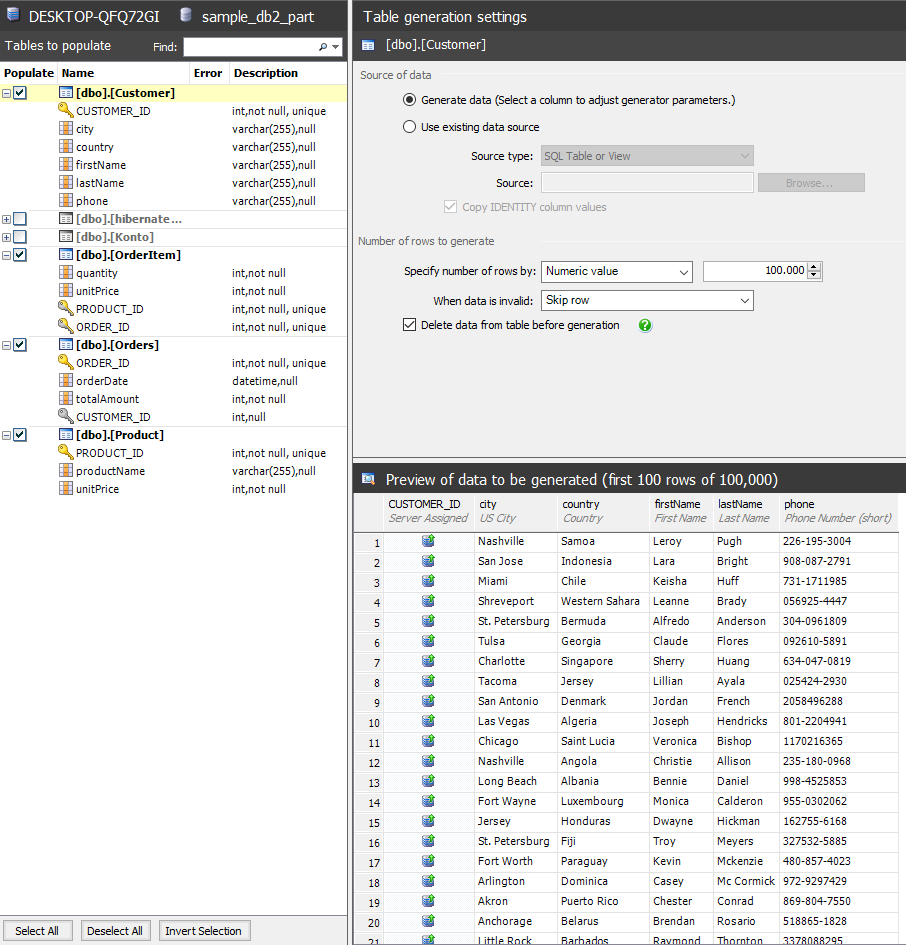 DESKTOP-QFQ72GI sample_db2_part
Tables to populate Find:
Populate Name Error Description
[dbo].[Customer]
CUSTOMER_ID int,not null, unique
city varchar(255),null
country varchar(255),null
firstName varchar(255),null
lastName varchar(255),null
phone varchar(255),null
[dbo].[hibernate...
[dbo].[Konto]
[dbo].[OrderItem]
quantity int,not null
unitPrice int,not null
PRODUCT_ID int,not null, unique
ORDER_ID int,not null, unique
[dbo].[Orders]
ORDER_ID int,not null, unique
orderDate datetime,null
totalAmount int,not null
CUSTOMER_ID int,null
[dbo].[Product]
PRODUCT_ID int,not null, unique
productName varchar(255),null
unitPrice int,not null
Select All Deselect All Invert Selection
Table generation settings
[dbo].[Customer]
Source of data
Generate data (Select a column to adjust generator parameters.)
Use existing data source
Source type: SQL Table or View
Source: Browse...
Copy IDENTITY column values
Number of rows to generate
Specify number of rows by: Numeric value 100.000
When data is invalid: Skip row
Delete data from table before generation ?
Preview of data to be generated (first 100 rows of 100,000)
CUSTOMER_ID city country firstName lastName phone
Server Assigned US City Country First Name Last Name Phone Number (short)
1 Nashville Samoa Leroy Pugh 226-195-3004
2 San Jose Indonesia Lara Bright 908-087-2791
3 Miami Chile Keisha Huff 731-1711985
4 Shreveport Western Sahara Leanne Brady 056925-4447
5 St. Petersburg Bermuda Alfredo Anderson 304-0961809
6 Tulsa Georgia Claude Flores 092610-5891
7 Charlotte Singapore Sherry Huang 634-047-0819
8 Tacoma Jersey Lillian Ayala 025424-2930
9 San Antonio Denmark Jordan French 2058496288
10 Las Vegas Algeria Joseph Hendricks 801-2204941
11 Chicago Saint Lucia Veronica Bishop 1170216365
12 Nashville Angola Christie Allison 235-180-0968
13 Long Beach Albania Bennie Daniel 998-4525853
14 Fort Wayne Luxembourg Monica Calderon 955-0302062
15 Jersey Honduras Dwayne Hickman 162755-6168
16 St. Petersburg Fiji Troy Meyers 327532-5885
17 Fort Worth Paraguay Kevin Mckenzie 480-857-4023
18 Arlington Dominica Casey Mc Cormick 972-9297429
19 Akron Puerto Rico Chester Conrad 869-804-7550
20 Anchorage Belarus Brendan Rosario 518865-1828
21 Little Rock Barbados Raymond Thornton 3378088295